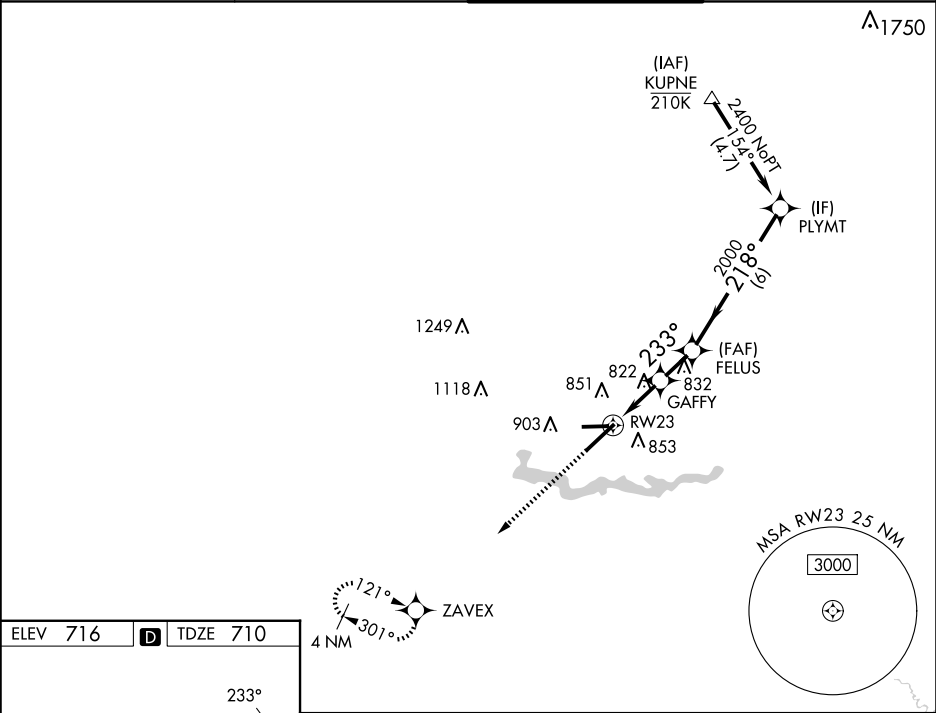 1750
(IAF)
KUPNE
210K
2400 NoPT
154°
(4.7)
(IF)
PLYMT
2000
218°
(6)
1249
233°
(FAF)
FELUS
822
832
1118
851
GAFFY
903
RW23
853
MSA RW23 25 NM
3000
121°
ZAVEX
301°
4 NM
ELEV 716 D TDZE 710
233°